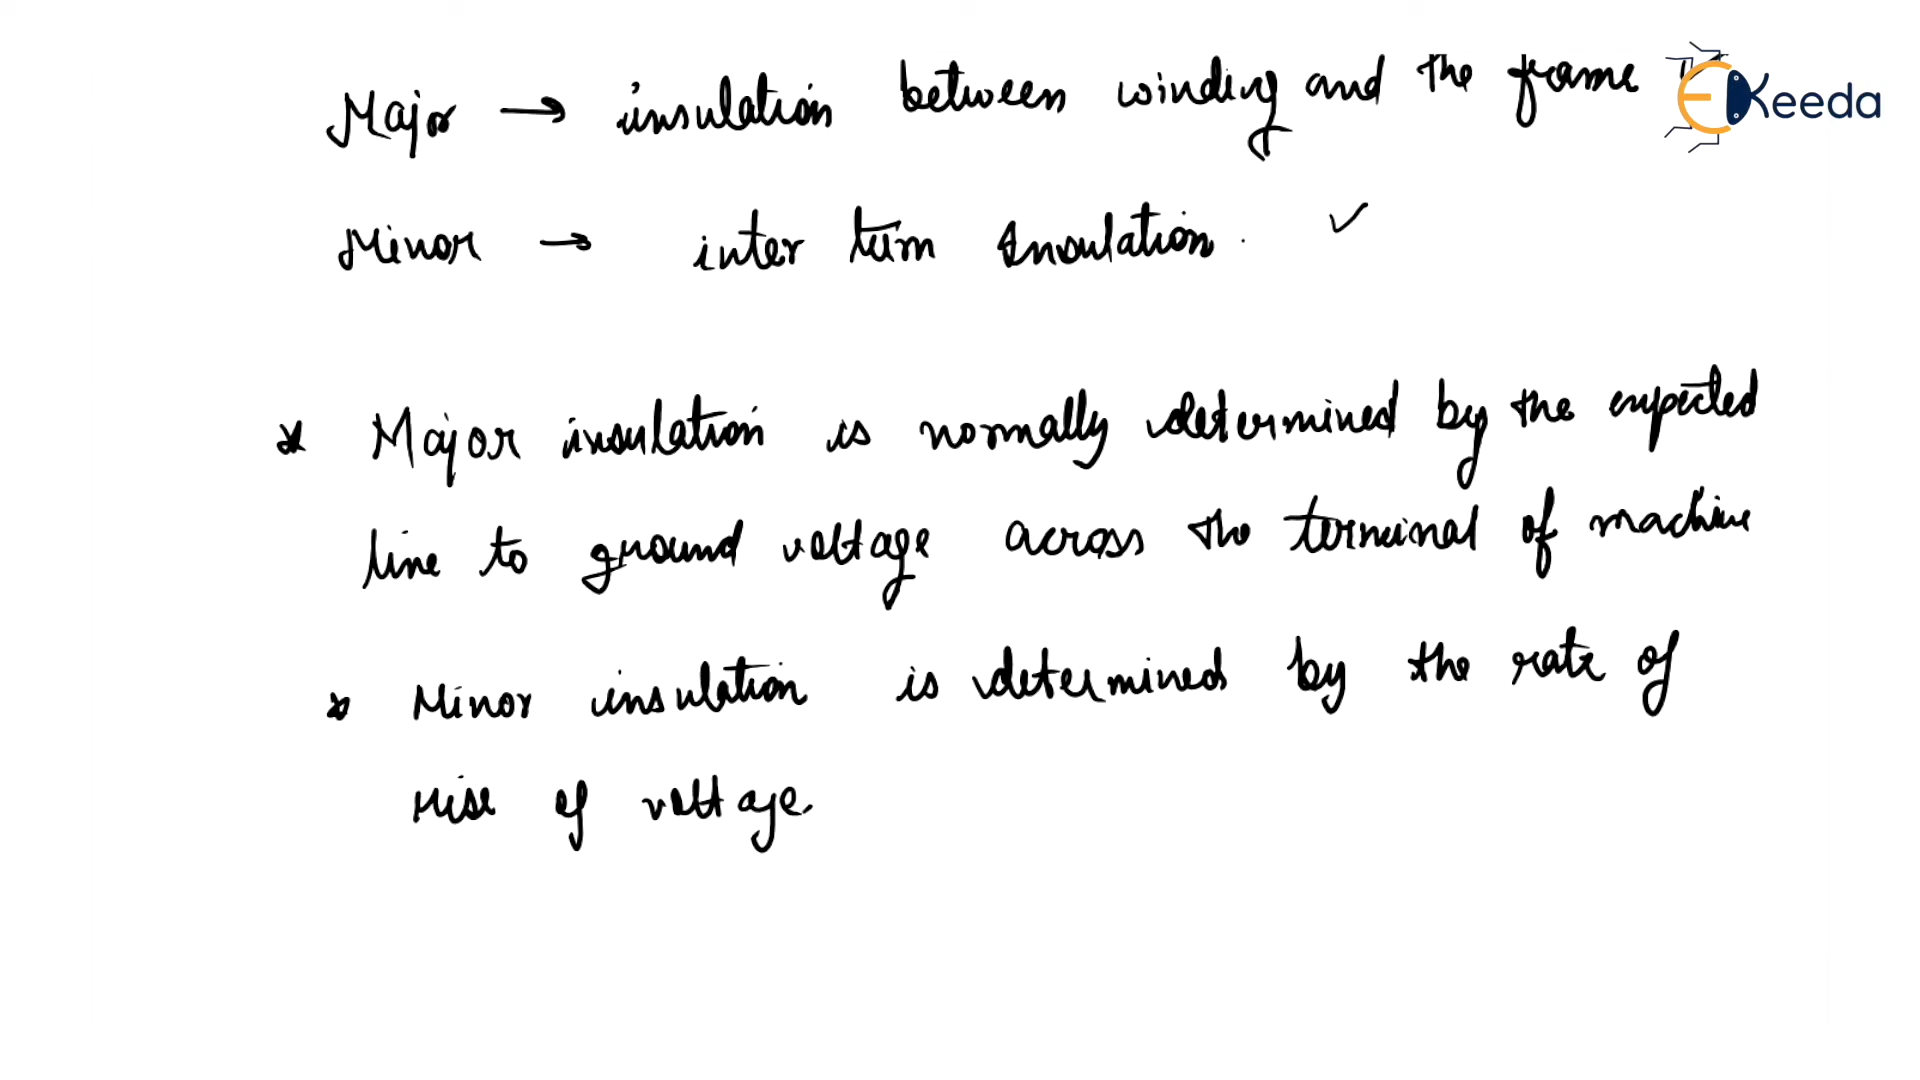 Major → insulation between winding and the frame
Keeda
Minor → inter turn Insulation. ✓
* Major insulation is normally determined by the expected
line to ground voltage across the terminal of machine
* Minor insulation is determined by the rate of
rise of voltage.